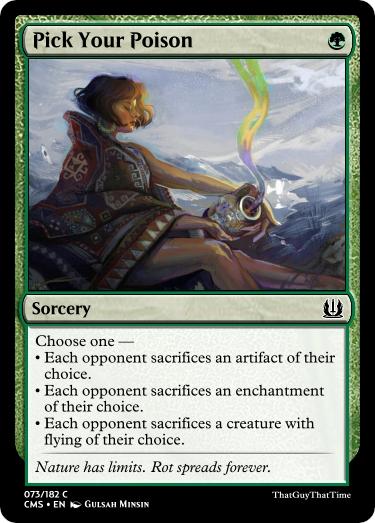 Pick Your Poison
Sorcery
Choose one —
• Each opponent sacrifices an artifact of their
choice.
• Each opponent sacrifices an enchantment
of their choice.
• Each opponent sacrifices a creature with
flying of their choice.
Nature has limits. Rot spreads forever.
073/182 C
CMS • EN Gulsah Minsin
ThatGuyThatTime